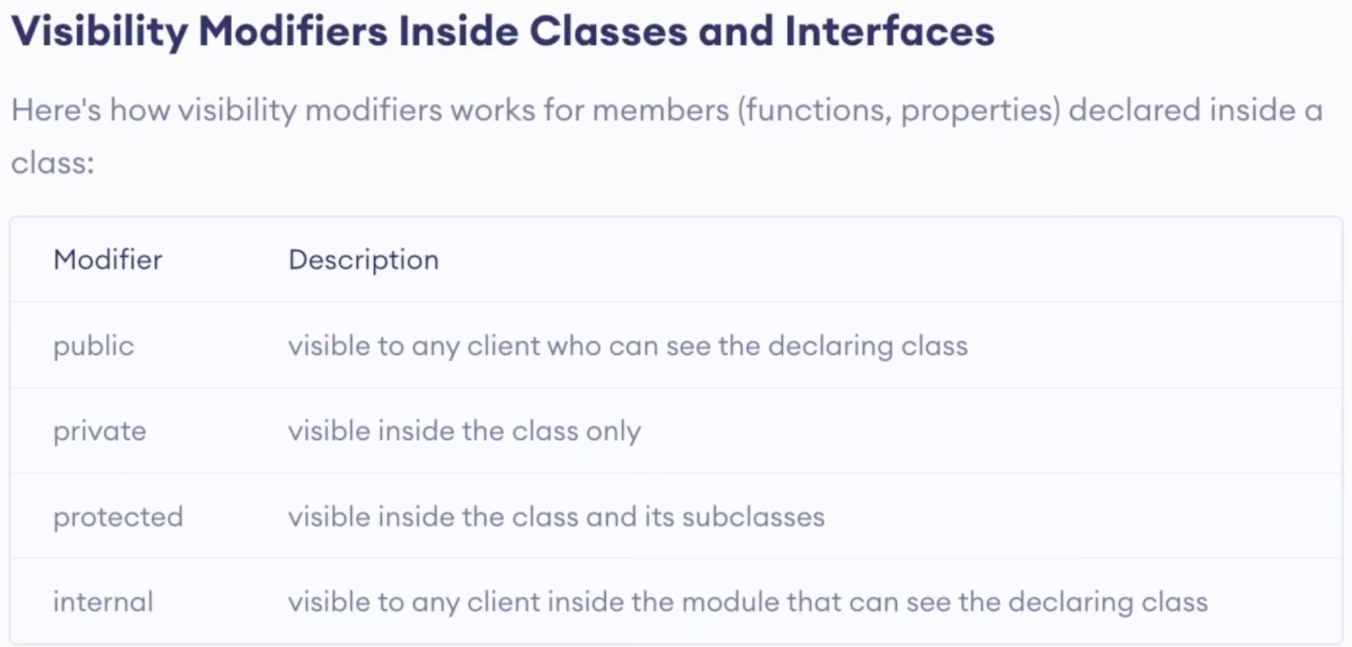 Visibility Modifiers Inside Classes and Interfaces
Here's how visibility modifiers works for members (functions, properties) declared inside a
class:
Modifier Description
public visible to any client who can see the declaring class
private visible inside the class only
protected visible inside the class and its subclasses
internal visible to any client inside the module that can see the declaring class